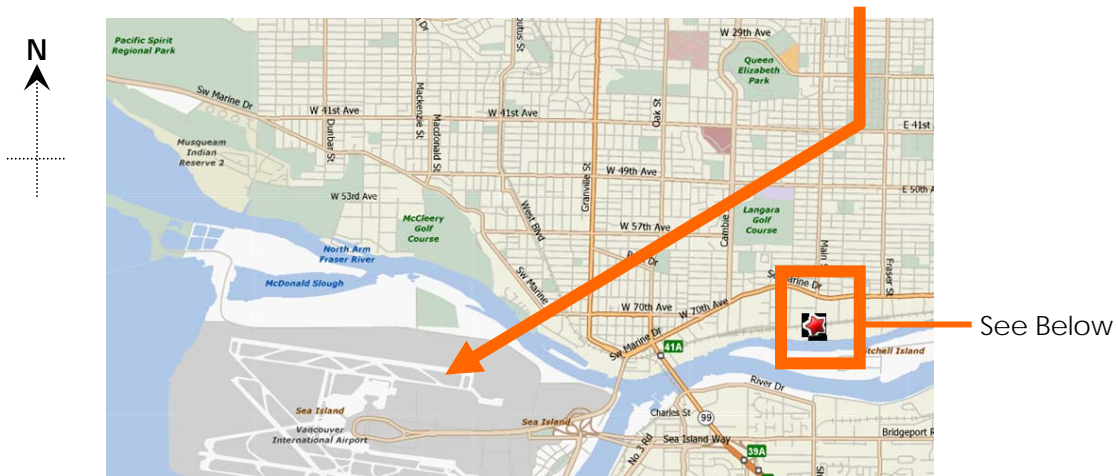 N
Pacific Spirit
Regional Park
W 29th Ave
Queen
Elizabeth
Park
Sw Marine Dr
W 41st Ave
Mackenzie St
Macdonald St
W 41st Ave
Oak St
E 41st
Dunbar St
Musqueam
Indian
Reserve 2
W 49th Ave
Granville St
E 50th A
W 53rd Ave
McCleery
Golf
Course
West Blvd
W 57th Ave
Cambie
Langara
Golf
Course
Main S
Fraser St
North Arm
Fraser River
McDonald Slough
Sw Marine
W 70th Ave
W 70th Ave
Se Marine Dr
See Below
Sw Marine Dr
41A
tchell Island
River Dr
Sea Island
Vancouver
International Airport
Sea Island
Charles St
99
No 3 Rd
Sea Island Way
Bridgeport R
39A